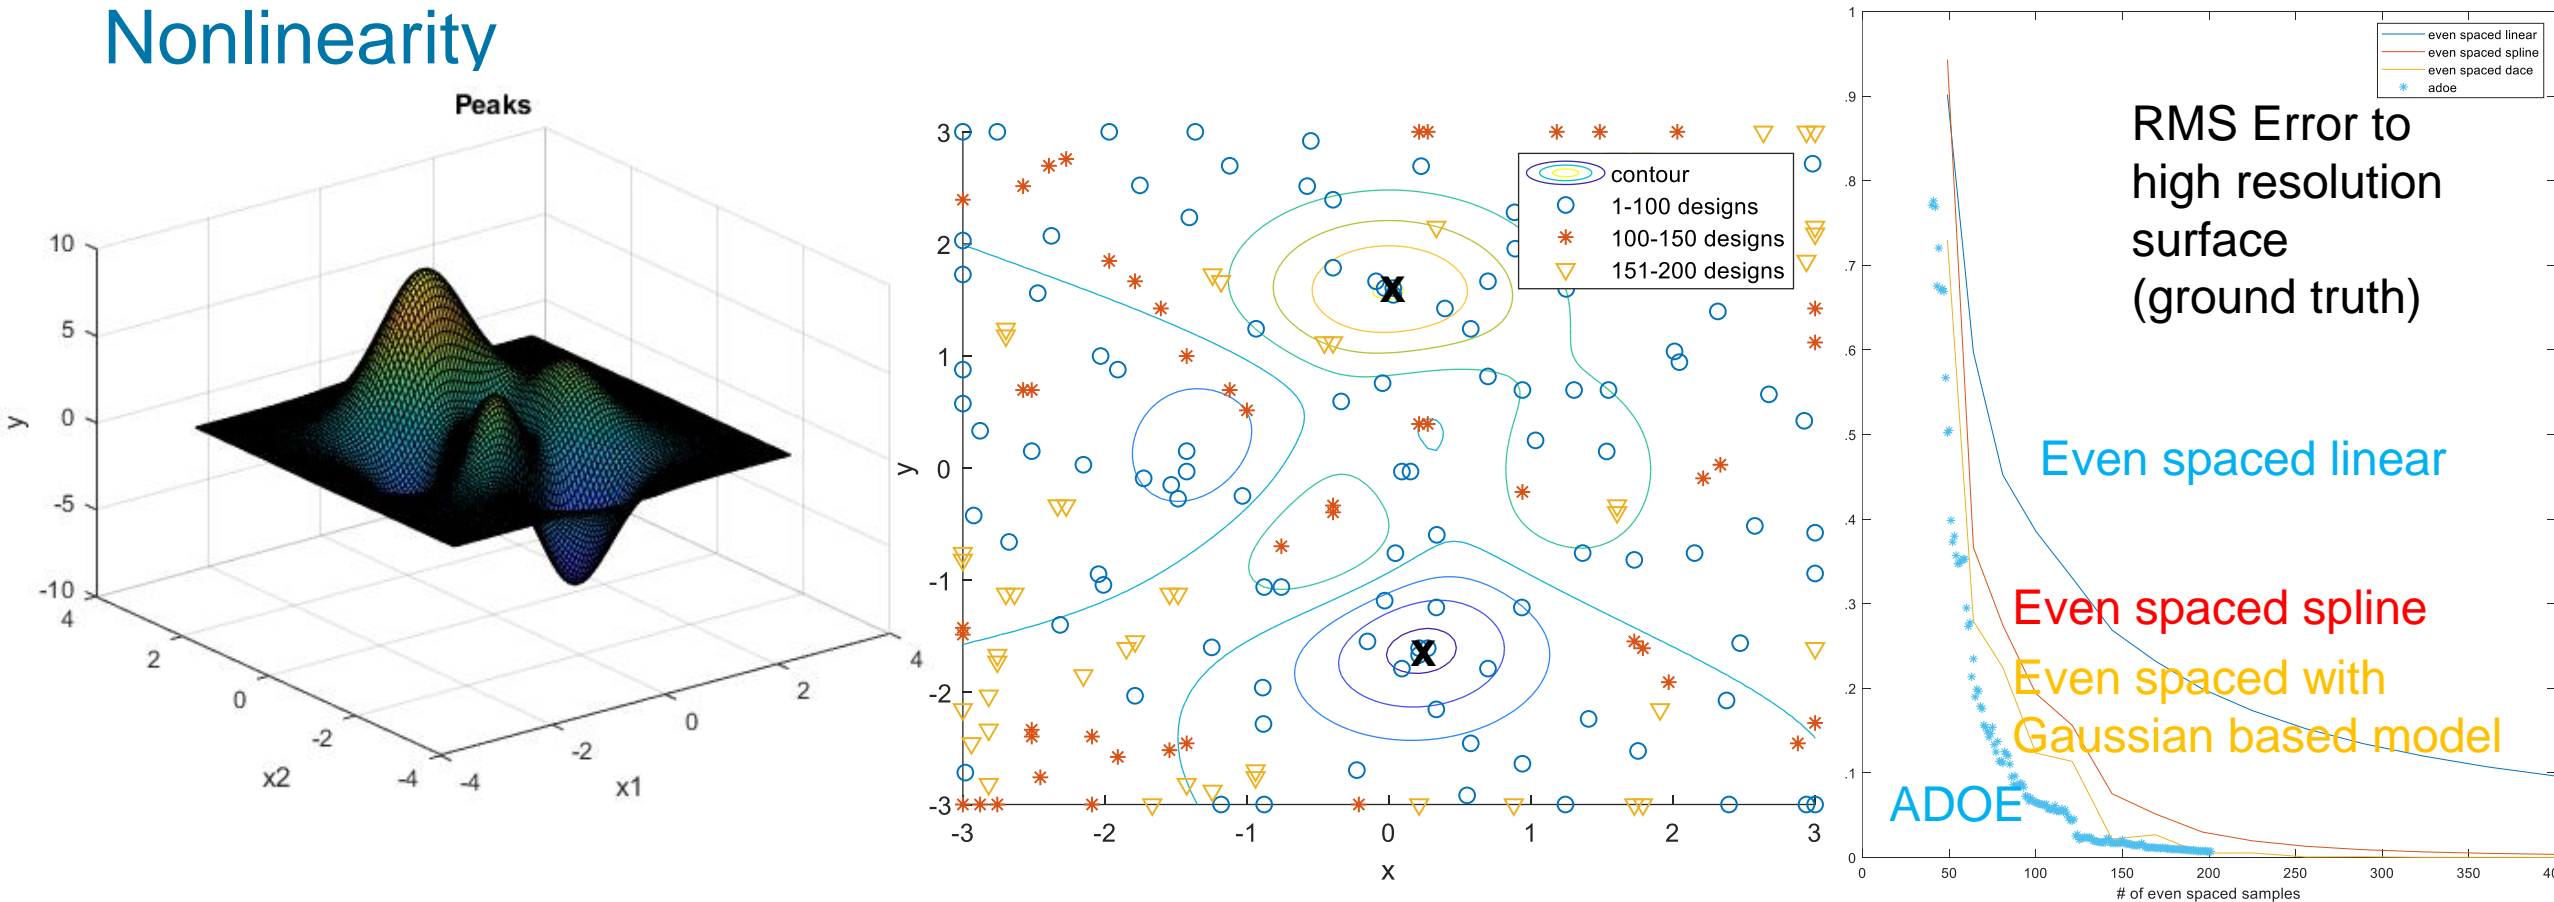 Nonlinearity
Peaks
10
5
0
-5
-10
y
4
2
0
-2
-4
x2
-4
-2
0
2
4
x1
3
2
1
0
-1
-2
-3
y
-3
-2
-1
0
1
2
3
x
contour
1-100 designs
100-150 designs
151-200 designs
1
.9
.8
.7
.6
.5
.4
.3
.2
.1
0
0
50
100
150
200
250
300
350
40
# of even spaced samples
even spaced linear
even spaced spline
even spaced dace
adoe
RMS Error to
high resolution
surface
(ground truth)
Even spaced linear
Even spaced spline
Even spaced with
Gaussian based model
ADOE
X
X